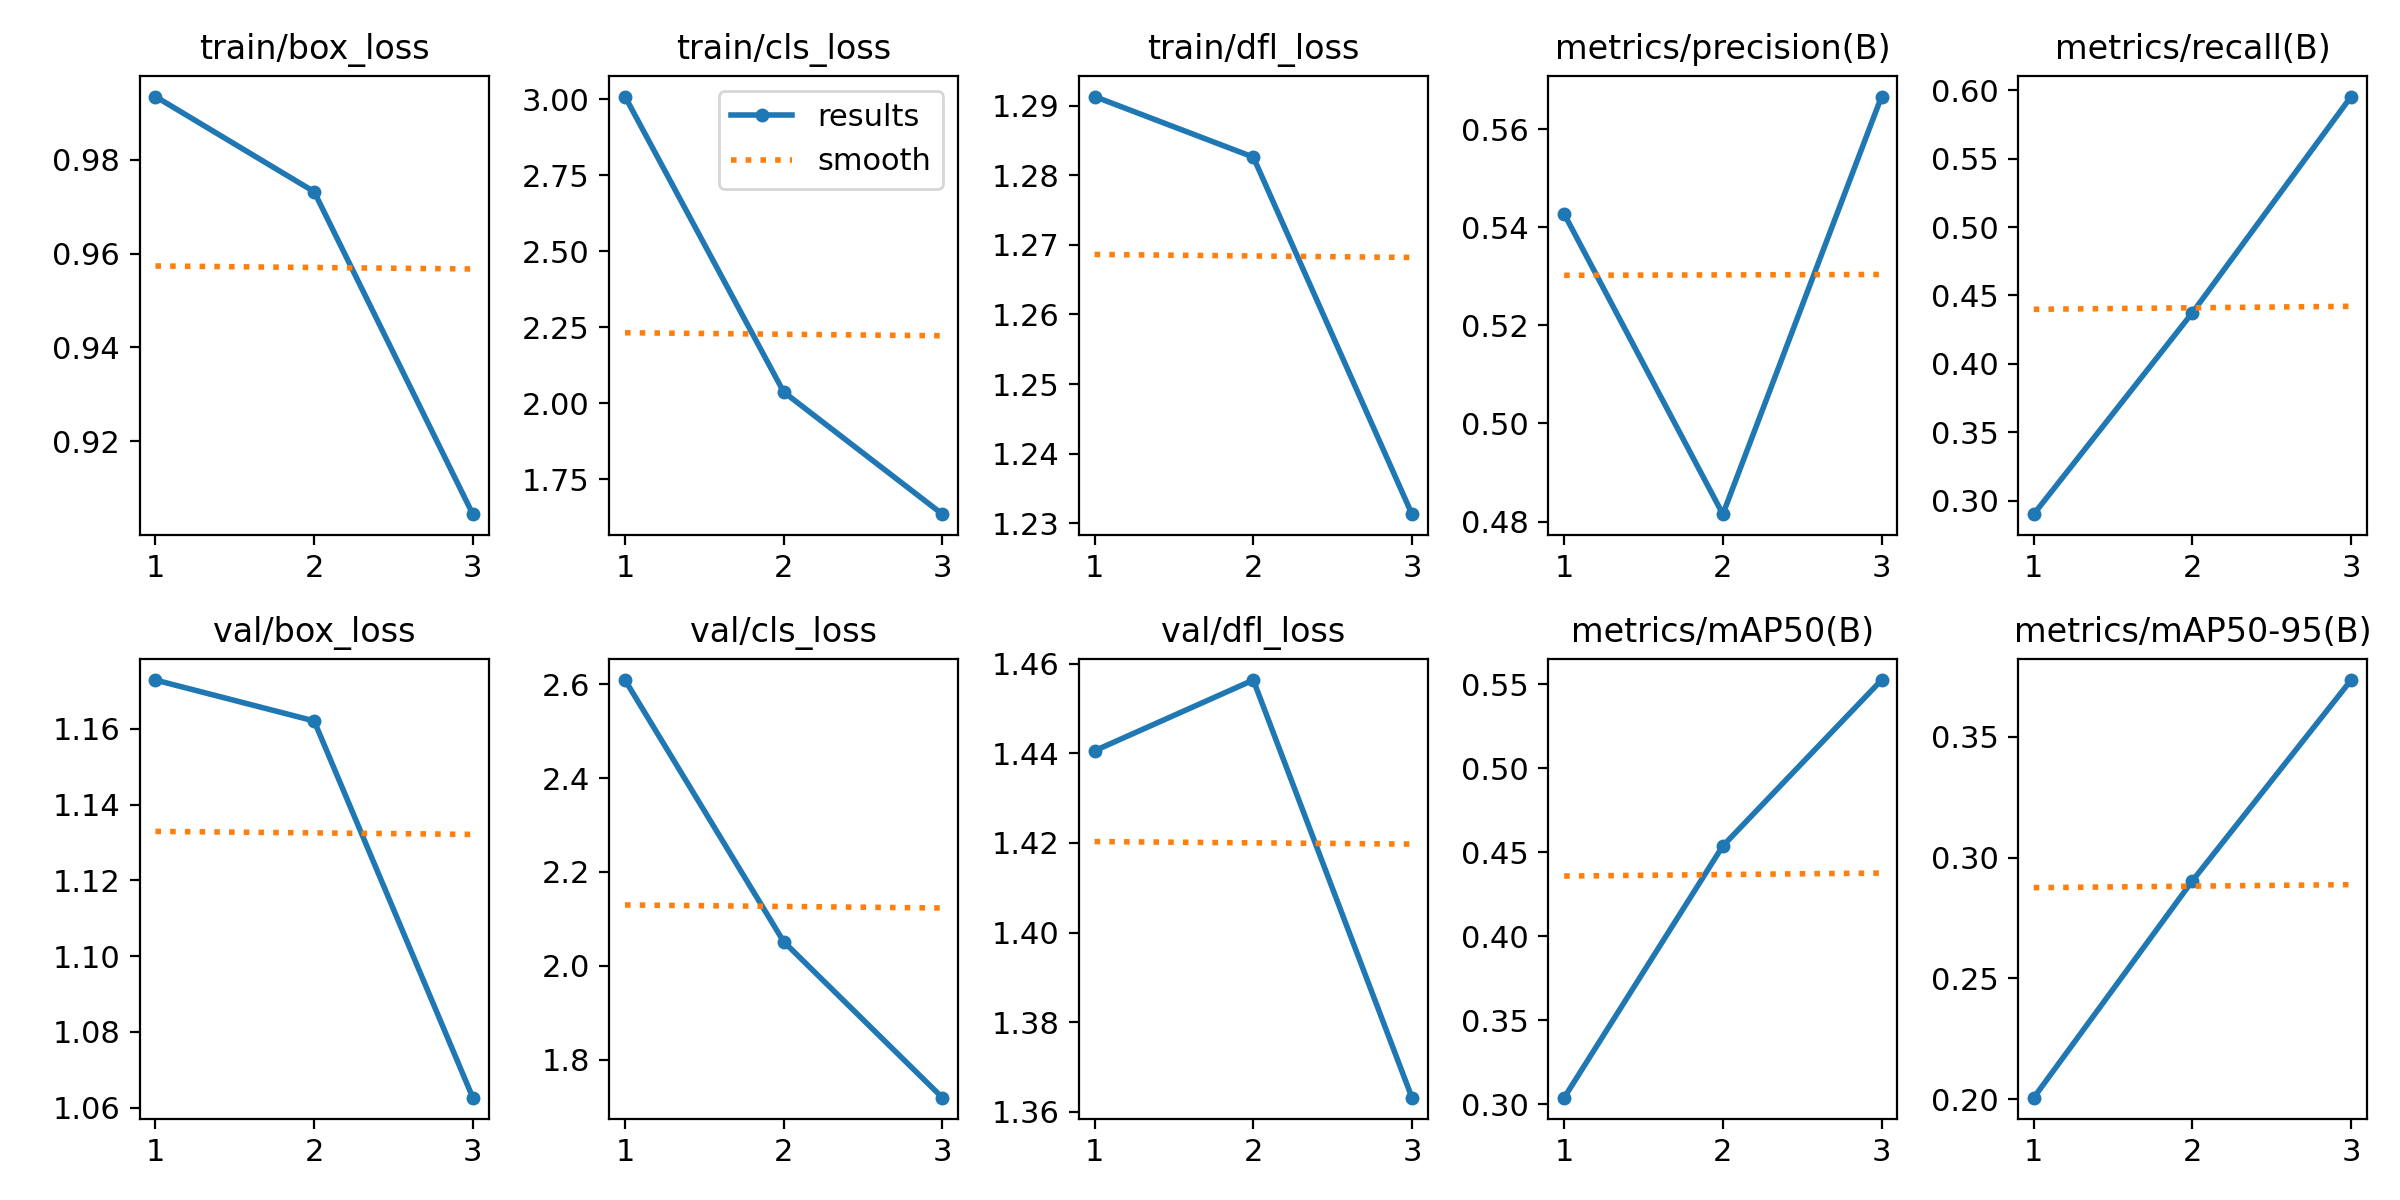 train/box_loss
0.98
0.96
0.94
0.92
1 2 3
train/cls_loss
results
smooth
3.00
2.75
2.50
2.25
2.00
1.75
1 2 3
train/dfl_loss
1.29
1.28
1.27
1.26
1.25
1.24
1.23
1 2 3
metrics/precision(B)
0.56
0.54
0.52
0.50
0.48
1 2 3
metrics/recall(B)
0.60
0.55
0.50
0.45
0.40
0.35
0.30
1 2 3
val/box_loss
1.16
1.14
1.12
1.10
1.08
1.06
1 2 3
val/cls_loss
2.6
2.4
2.2
2.0
1.8
1 2 3
val/dfl_loss
1.46
1.44
1.42
1.40
1.38
1.36
1 2 3
metrics/mAP50(B)
0.55
0.50
0.45
0.40
0.35
0.30
1 2 3
metrics/mAP50-95(B)
0.35
0.30
0.25
0.20
1 2 3